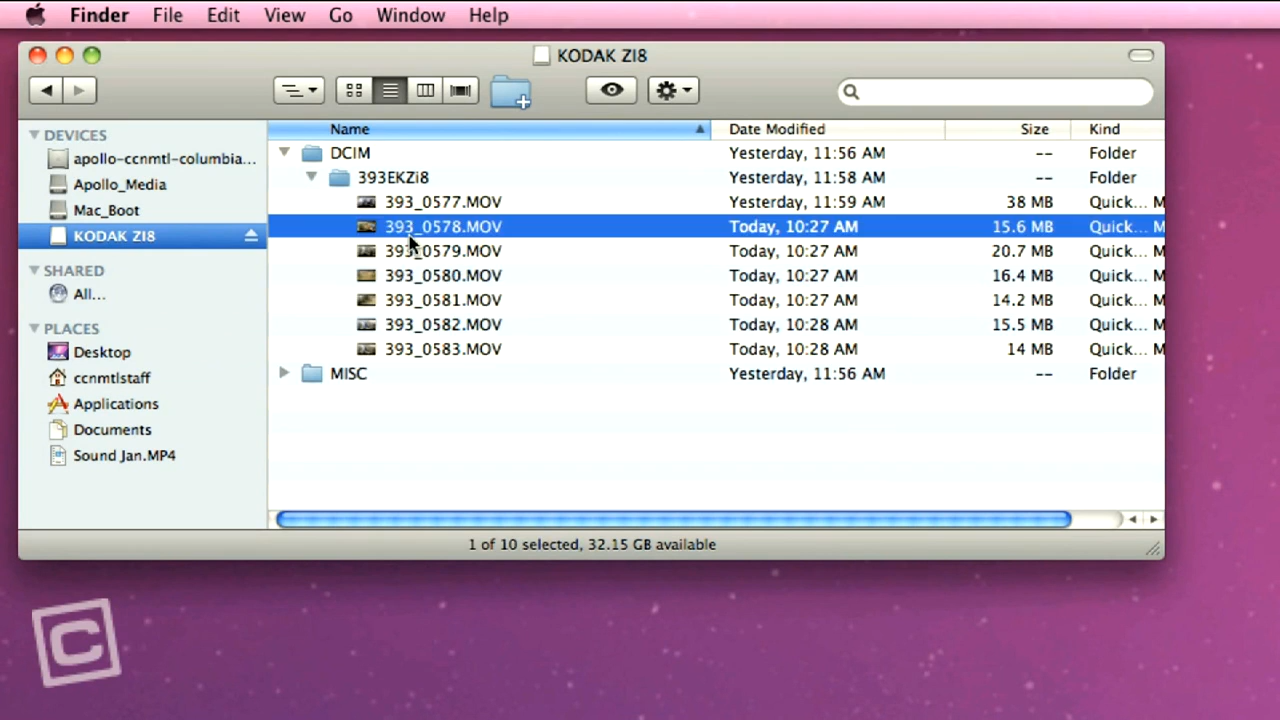 Finder File Edit View Go Window Help
KODAK ZI8
DEVICES
apollo-ccnmtl-columbia...
Apollo_Media
Mac_Boot
KODAK ZI8
SHARED
All...
PLACES
Desktop
ccnmtlstaff
Applications
Documents
Sound Jan.MP4
Name Date Modified Size Kind
DCIM Yesterday, 11:56 AM -- Folder
393EKZi8 Yesterday, 11:58 AM -- Folder
393_0577.MOV Yesterday, 11:59 AM 38 MB Quick... M
393_0578.MOV Today, 10:27 AM 15.6 MB Quick... M
393_0579.MOV Today, 10:27 AM 20.7 MB Quick... M
393_0580.MOV Today, 10:27 AM 16.4 MB Quick... M
393_0581.MOV Today, 10:27 AM 14.2 MB Quick... M
393_0582.MOV Today, 10:28 AM 15.5 MB Quick... M
393_0583.MOV Today, 10:28 AM 14 MB Quick... M
MISC Yesterday, 11:56 AM -- Folder
1 of 10 selected, 32.15 GB available
C